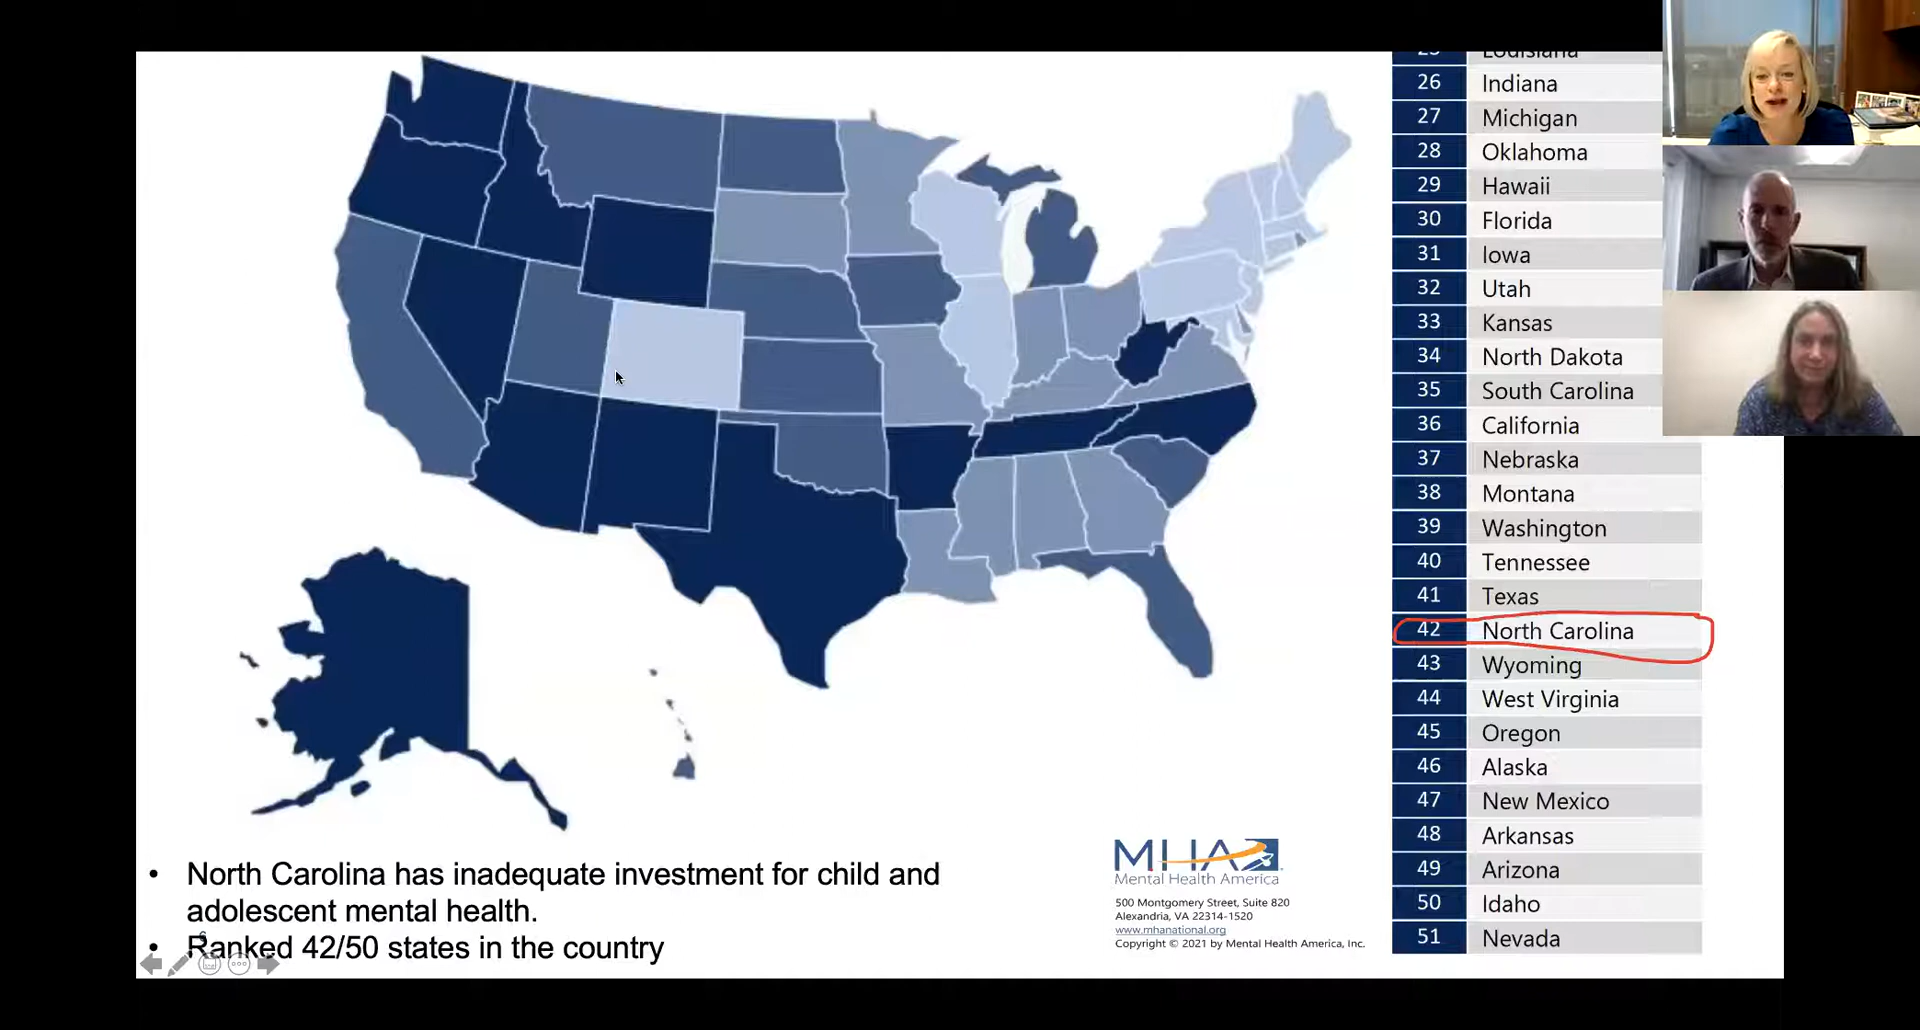 25 Louisiana
26 Indiana
27 Michigan
28 Oklahoma
29 Hawaii
30 Florida
31 Iowa
32 Utah
33 Kansas
34 North Dakota
35 South Carolina
36 California
37 Nebraska
38 Montana
39 Washington
40 Tennessee
41 Texas
42 North Carolina
43 Wyoming
44 West Virginia
45 Oregon
46 Alaska
47 New Mexico
48 Arkansas
49 Arizona
50 Idaho
51 Nevada
• North Carolina has inadequate investment for child and
adolescent mental health.
6
• Ranked 42/50 states in the country
MHA
Mental Health America
500 Montgomery Street, Suite 820
Alexandria, VA 22314-1520
www.mhanational.org
Copyright © 2021 by Mental Health America, Inc.